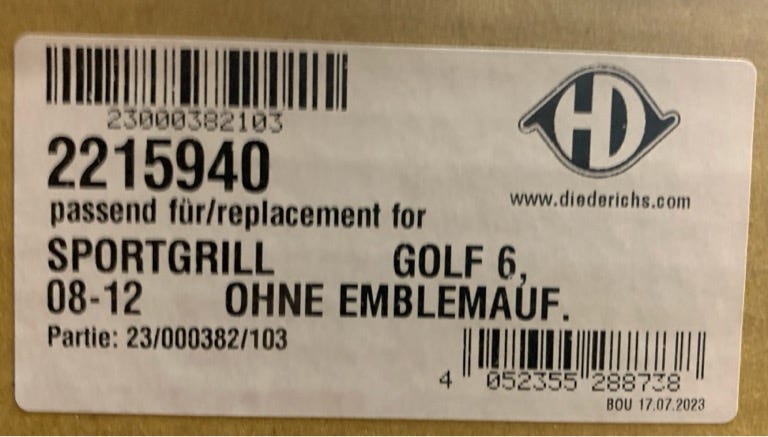 23000382103
HD
2215940
www.diederichs.com
passend für/replacement for
SPORTGRILL GOLF 6,
08-12 OHNE EMBLEMAUF.
Partie: 23/000382/103
4 052355 288738
BOU 17.07.2023